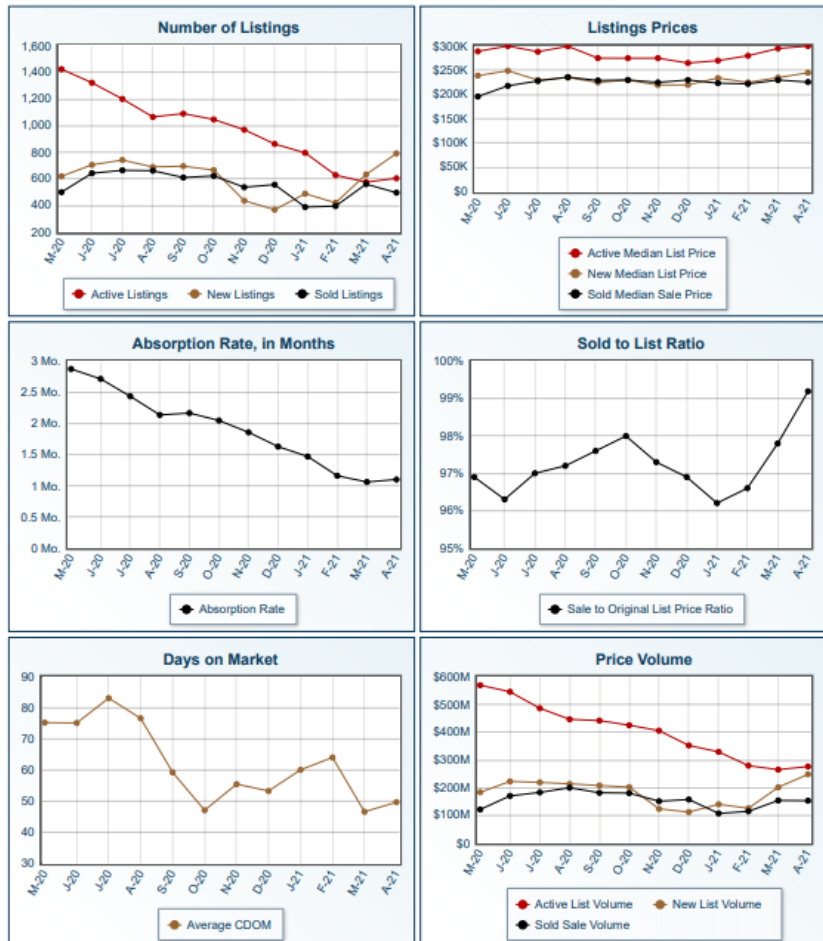 Number of Listings
1,600
1,400
1,200
1,000
800
600
400
200
M-20
J-20
J-20
A-20
S-20
O-20
N-20
D-20
J-21
F-21
M-21
A-21
Active Listings New Listings Sold Listings
Listings Prices
$300K
$250K
$200K
$150K
$100K
$50K
$0
M-20
J-20
J-20
A-20
S-20
O-20
N-20
D-20
J-21
F-21
M-21
A-21
Active Median List Price
New Median List Price
Sold Median Sale Price
Absorption Rate, in Months
3 Mo.
2.5 Mo.
2 Mo.
1.5 Mo.
1 Mo.
0.5 Mo.
0 Mo.
M-20
J-20
J-20
A-20
S-20
O-20
N-20
D-20
J-21
F-21
M-21
A-21
Absorption Rate
Sold to List Ratio
100%
99%
98%
97%
96%
95%
M-20
J-20
J-20
A-20
S-20
O-20
N-20
D-20
J-21
F-21
M-21
A-21
Sale to Original List Price Ratio
Days on Market
90
80
70
60
50
40
30
M-20
J-20
J-20
A-20
S-20
O-20
N-20
D-20
J-21
F-21
M-21
A-21
Average CDOM
Price Volume
$600M
$500M
$400M
$300M
$200M
$100M
$0
M-20
J-20
J-20
A-20
S-20
O-20
N-20
D-20
J-21
F-21
M-21
A-21
Active List Volume New List Volume
Sold Sale Volume